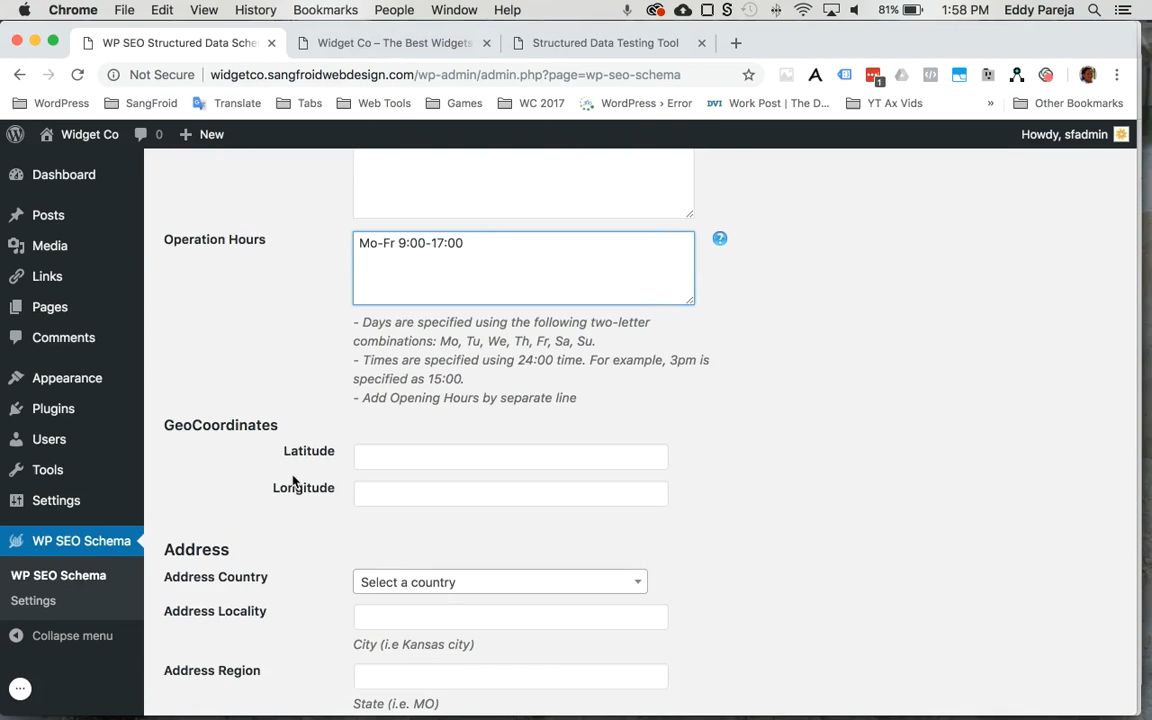 Chrome File Edit View History Bookmarks People Window Help 81% 1:58 PM Eddy Pareja
WP SEO Structured Data Sche Widget Co – The Best Widgets Structured Data Testing Tool
Not Secure widgetco.sangfroidwebdesign.com/wp-admin/admin.php?page=wp-seo-schema 1
WordPress SangFroid Translate Tabs Web Tools Games WC 2017 WordPress › Error DVI Work Post | The D... YT Ax Vids » Other Bookmarks
Widget Co 0 + New Howdy, sfadmin
Dashboard
Posts
Media
Links
Pages
Comments
Appearance
Plugins
Users
Tools
Settings
WP SEO Schema
WP SEO Schema
Settings
Collapse menu
Operation Hours
Mo-Fr 9:00-17:00
?
- Days are specified using the following two-letter
combinations: Mo, Tu, We, Th, Fr, Sa, Su.
- Times are specified using 24:00 time. For example, 3pm is
specified as 15:00.
- Add Opening Hours by separate line
GeoCoordinates
Latitude
Longitude
Address
Address Country Select a country
Address Locality
City (i.e Kansas city)
Address Region
State (i.e. MO)